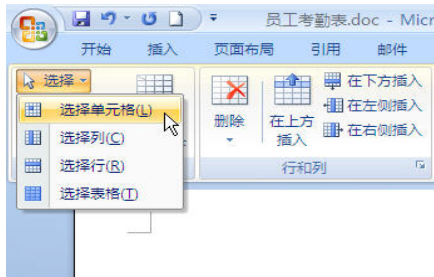 员工考勤表.doc - Micr
开始 插入 页面布局 引用 邮件
选择
选择单元格(L)
选择列(C)
选择行(R)
选择表格(T)
删除
在上方
插入
在下方插入
在左侧插入
在右侧插入
行和列